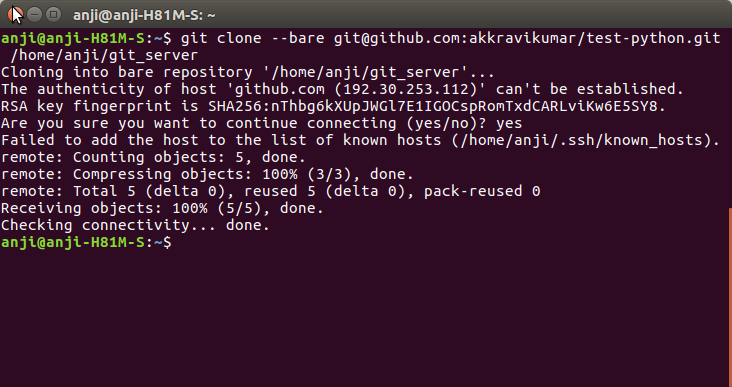 anji@anji-H81M-S: ~
anji@anji-H81M-S:~$ git clone --bare git@github.com:akkravikumar/test-python.git
/home/anji/git_server
Cloning into bare repository '/home/anji/git_server'...
The authenticity of host 'github.com (192.30.253.112)' can't be established.
RSA key fingerprint is SHA256:nThbg6kXUpJWGl7E1IGOCspRomTxdCARLviKw6E5SY8.
Are you sure you want to continue connecting (yes/no)? yes
Failed to add the host to the list of known hosts (/home/anji/.ssh/known_hosts).
remote: Counting objects: 5, done.
remote: Compressing objects: 100% (3/3), done.
remote: Total 5 (delta 0), reused 5 (delta 0), pack-reused 0
Receiving objects: 100% (5/5), done.
Checking connectivity... done.
anji@anji-H81M-S:~$